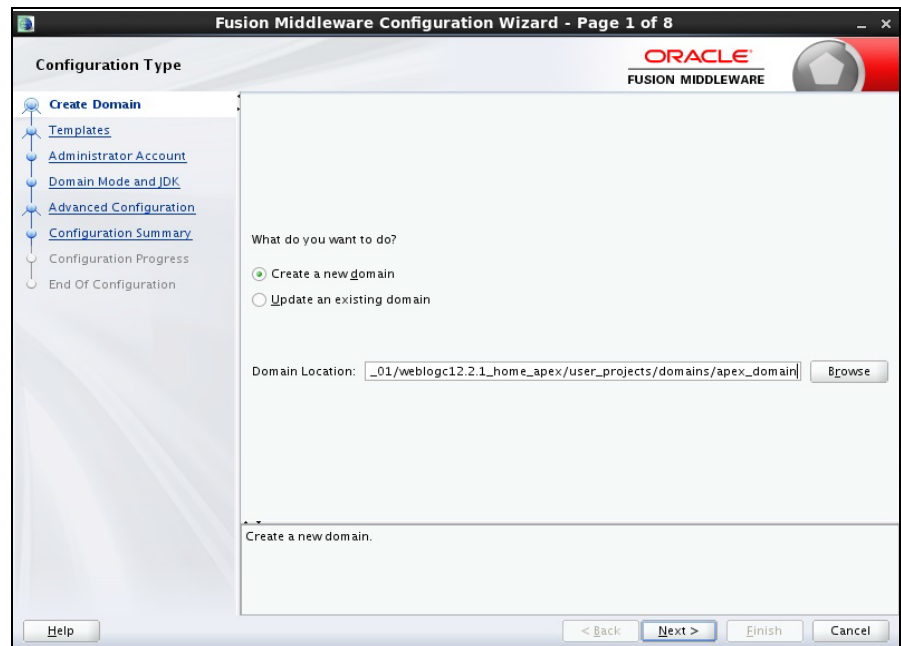 Fusion Middleware Configuration Wizard - Page 1 of 8
Configuration Type
ORACLE
FUSION MIDDLEWARE
Create Domain
Templates
Administrator Account
Domain Mode and JDK
Advanced Configuration
Configuration Summary
Configuration Progress
End Of Configuration
What do you want to do?
Create a new domain
Update an existing domain
Domain Location: _01/weblogc12.2.1_home_apex/user_projects/domains/apex_domain Browse
Create a new domain.
Help < Back Next > Finish Cancel